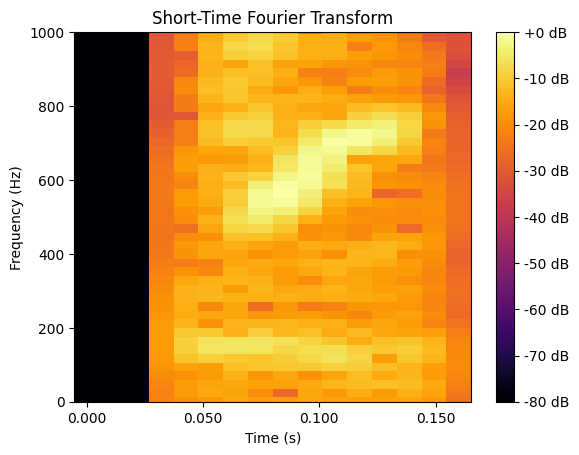 Short-Time Fourier Transform
1000
800
600
400
200
0
Frequency (Hz)
0.000
0.050
0.100
0.150
Time (s)
+0 dB
-10 dB
-20 dB
-30 dB
-40 dB
-50 dB
-60 dB
-70 dB
-80 dB